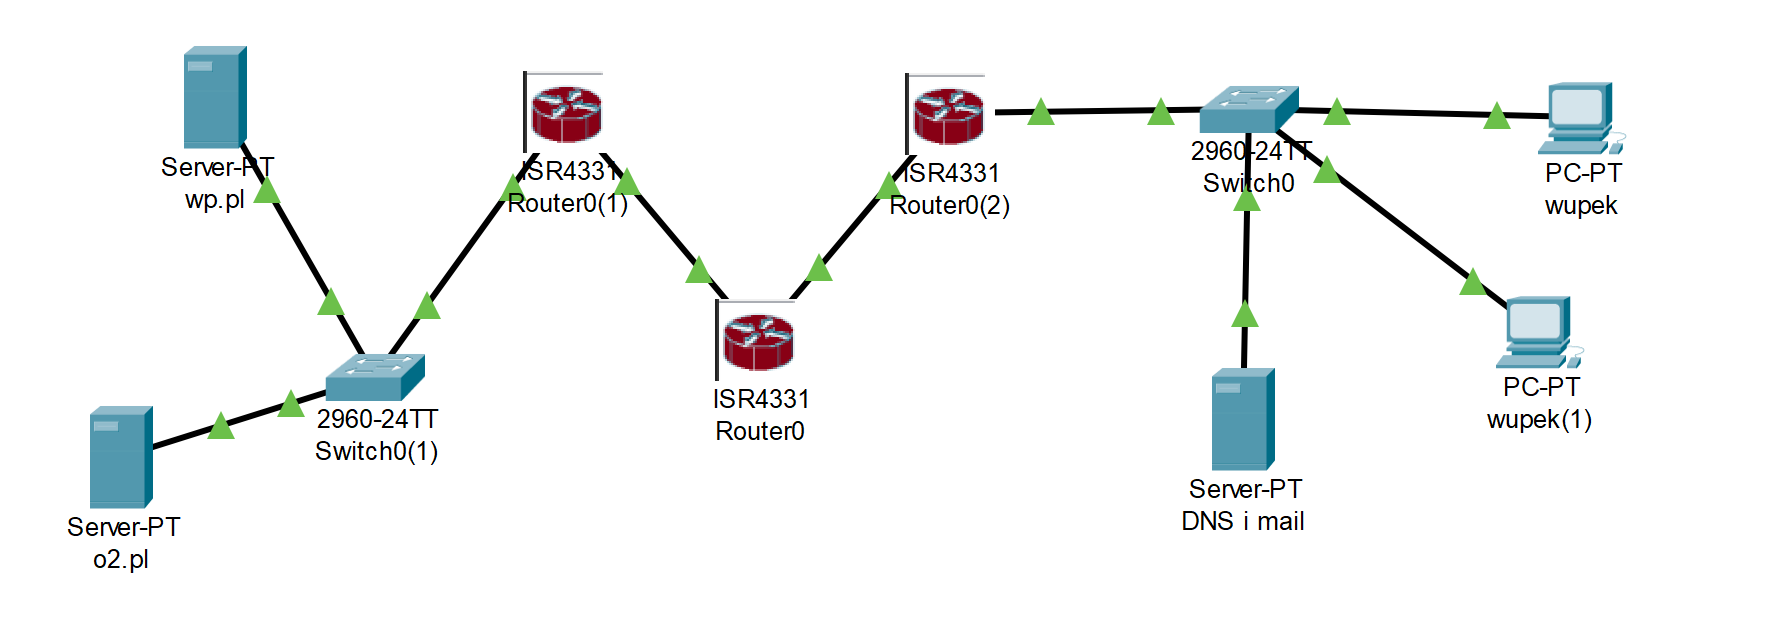 Server-PT
wp.pl
ISR4331
Router0(1)
ISR4331
Router0(2)
2960-24TT
Switch0
PC-PT
wupek
2960-24TT
Switch0(1)
ISR4331
Router0
PC-PT
wupek(1)
Server-PT
o2.pl
Server-PT
DNS i mail